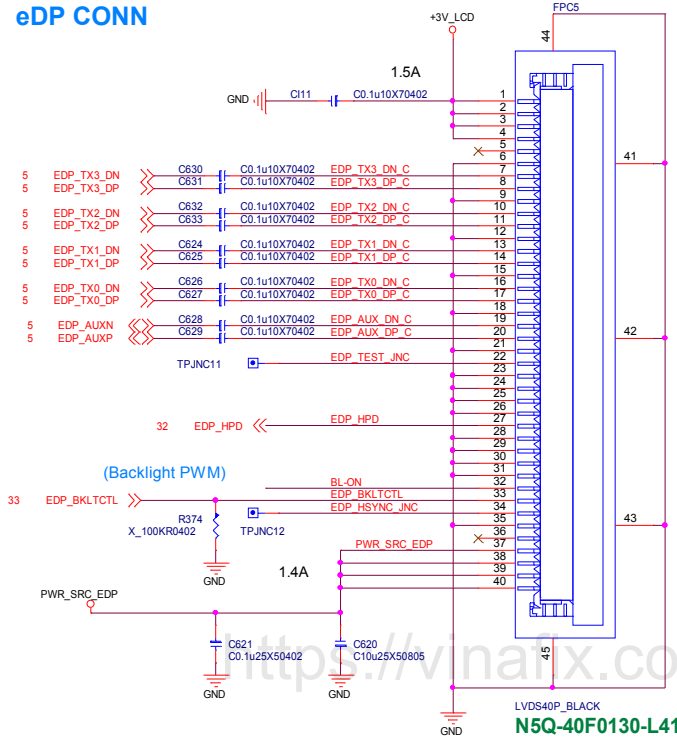 eDP CONN
+3V_LCD
FPC5
44
1.5A
GND
CI11
C0.1u10X70402
1
2
3
4
5
6
41
5 EDP_TX3_DN C630 C0.1u10X70402 EDP_TX3_DN_C 7
5 EDP_TX3_DP C631 C0.1u10X70402 EDP_TX3_DP_C 8
9
5 EDP_TX2_DN C632 C0.1u10X70402 EDP_TX2_DN_C 10
5 EDP_TX2_DP C633 C0.1u10X70402 EDP_TX2_DP_C 11
12
5 EDP_TX1_DN C624 C0.1u10X70402 EDP_TX1_DN_C 13
5 EDP_TX1_DP C625 C0.1u10X70402 EDP_TX1_DP_C 14
15
5 EDP_TX0_DN C626 C0.1u10X70402 EDP_TX0_DN_C 16
5 EDP_TX0_DP C627 C0.1u10X70402 EDP_TX0_DP_C 17
18
5 EDP_AUXN C628 C0.1u10X70402 EDP_AUX_DN_C 19
5 EDP_AUXP C629 C0.1u10X70402 EDP_AUX_DP_C 20
42
21
TPJNC11 EDP_TEST_JNC 22
23
24
25
26
32 EDP_HPD EDP_HPD 27
28
29
30
31
(Backlight PWM)
BL-ON 32
33 EDP_BKLTCTL EDP_BKLTCTL 33
EDP_HSYNC_JNC 34
R374
X_100KR0402
TPJNC12
35
43
36
PWR_SRC_EDP 37
38
39
40
GND
1.4A
PWR_SRC_EDP
C621
C0.1u25X50402
C620
C10u25X50805
https://vinafix.co
45
GND
GND
LVDS40P_BLACK
N5Q-40F0130-L41
GND